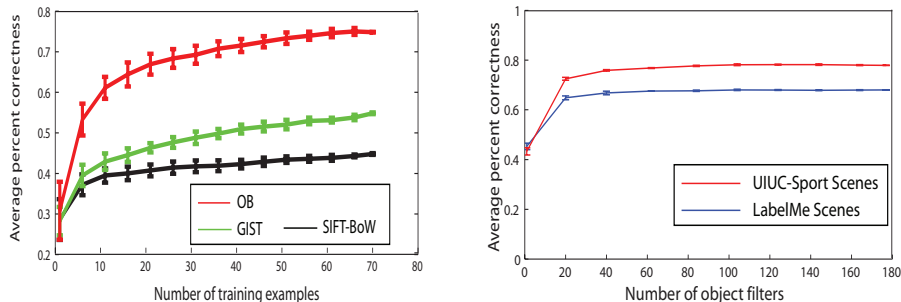 Average percent correctness
0.8
0.7
0.6
0.5
0.4
0.3
0.2
0 10 20 30 40 50 60 70 80
Number of training examples
OB
GIST SIFT-BoW
Average percent correctness
1
0.8
0.6
0.4
0.2
0
0 20 40 60 80 100 120 140 160 180
Number of object filters
UIUC-Sport Scenes
LabelMe Scenes